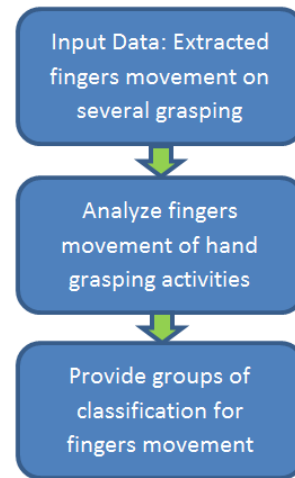 Input Data: Extracted
fingers movement on
several grasping
Analyze fingers
movement of hand
grasping activities
Provide groups of
classification for
fingers movement